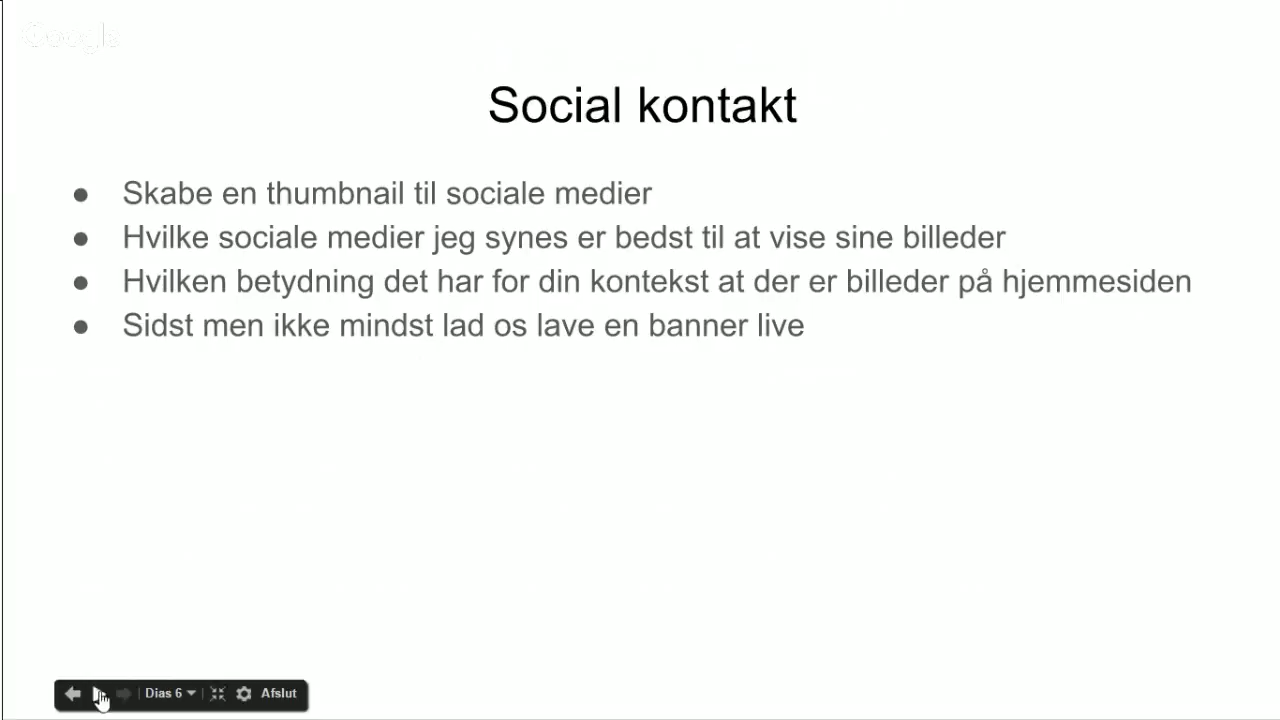 Google
Social kontakt
● Skabe en thumbnail til sociale medier
● Hvilke sociale medier jeg synes er bedst til at vise sine billeder
● Hvilken betydning det har for din kontekst at der er billeder på hjemmesiden
● Sidst men ikke mindst lad os lave en banner live
Dias 6 Afslut